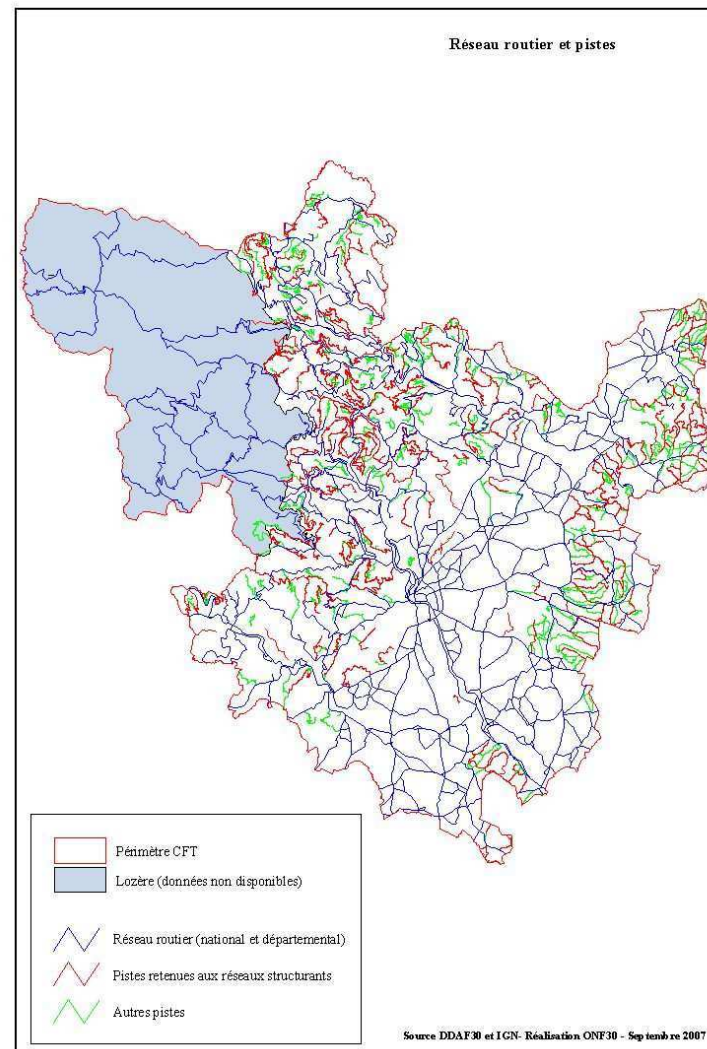 Réseau routier et pistes
Périmètre CFT
Lozère (données non disponibles)
Réseau routier (national et départemental)
Pistes retenues aux réseaux structurants
Autres pistes
Source DDAF30 et IGN- Réalisation ONF30 - Septembre 2007